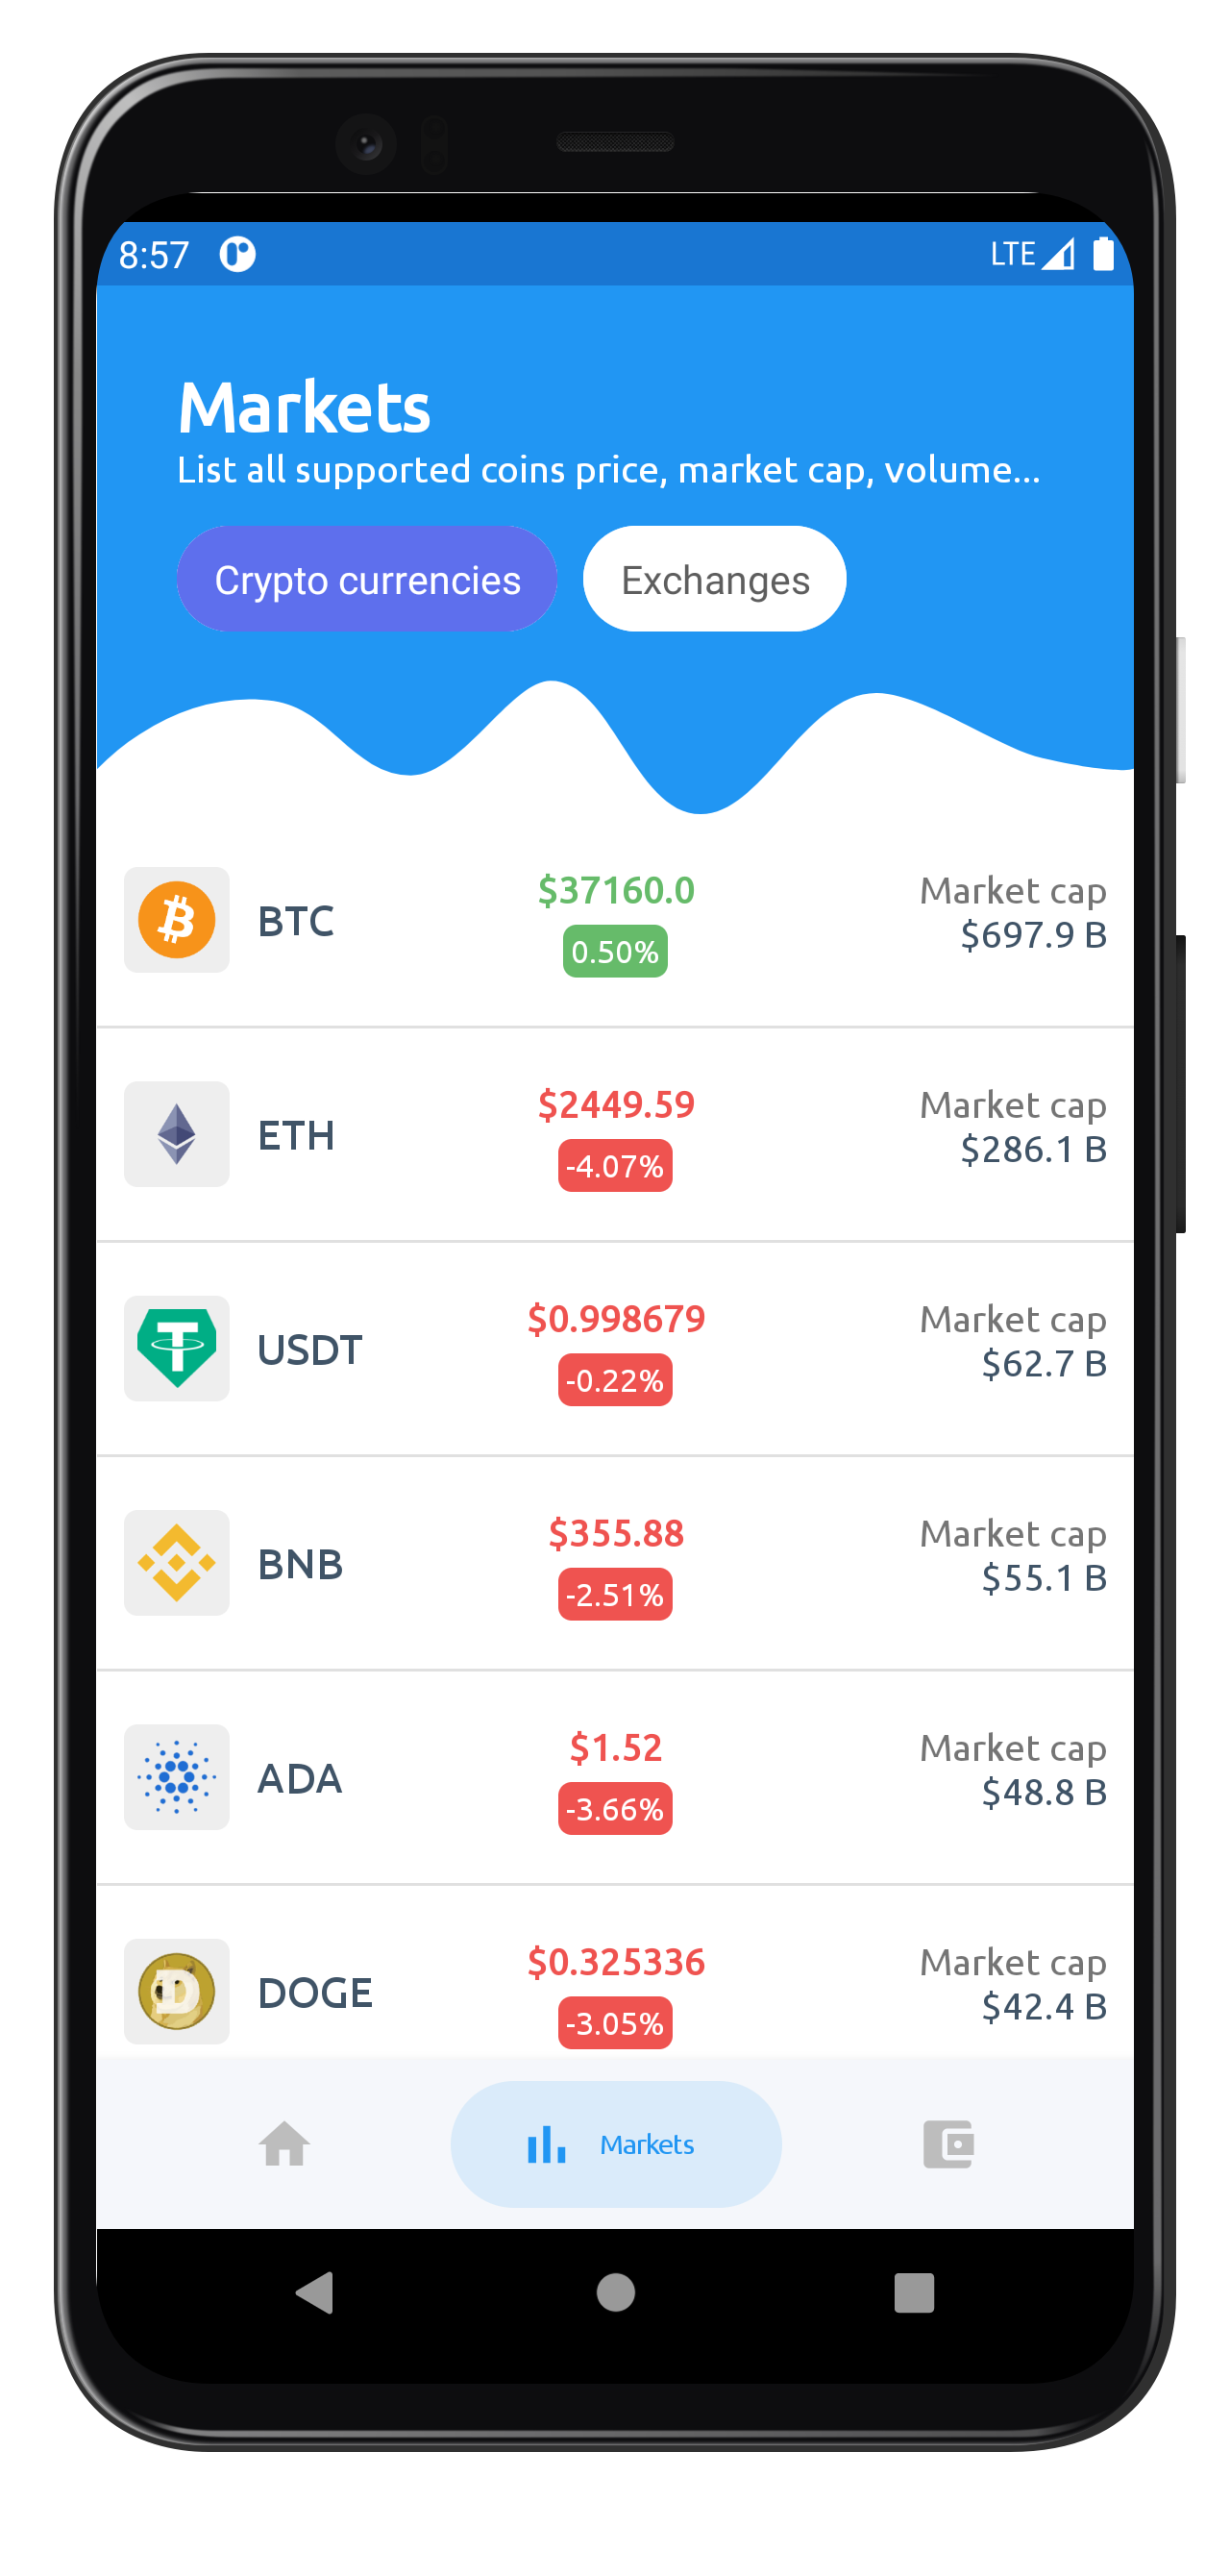 8:57
LTE
Markets
List all supported coins price, market cap, volume...
Crypto currencies
Exchanges
BTC
$37160.0
0.50%
Market cap
$697.9 B
ETH
$2449.59
-4.07%
Market cap
$286.1 B
USDT
$0.998679
-0.22%
Market cap
$62.7 B
BNB
$355.88
-2.51%
Market cap
$55.1 B
ADA
$1.52
-3.66%
Market cap
$48.8 B
DOGE
$0.325336
-3.05%
Market cap
$42.4 B
Markets